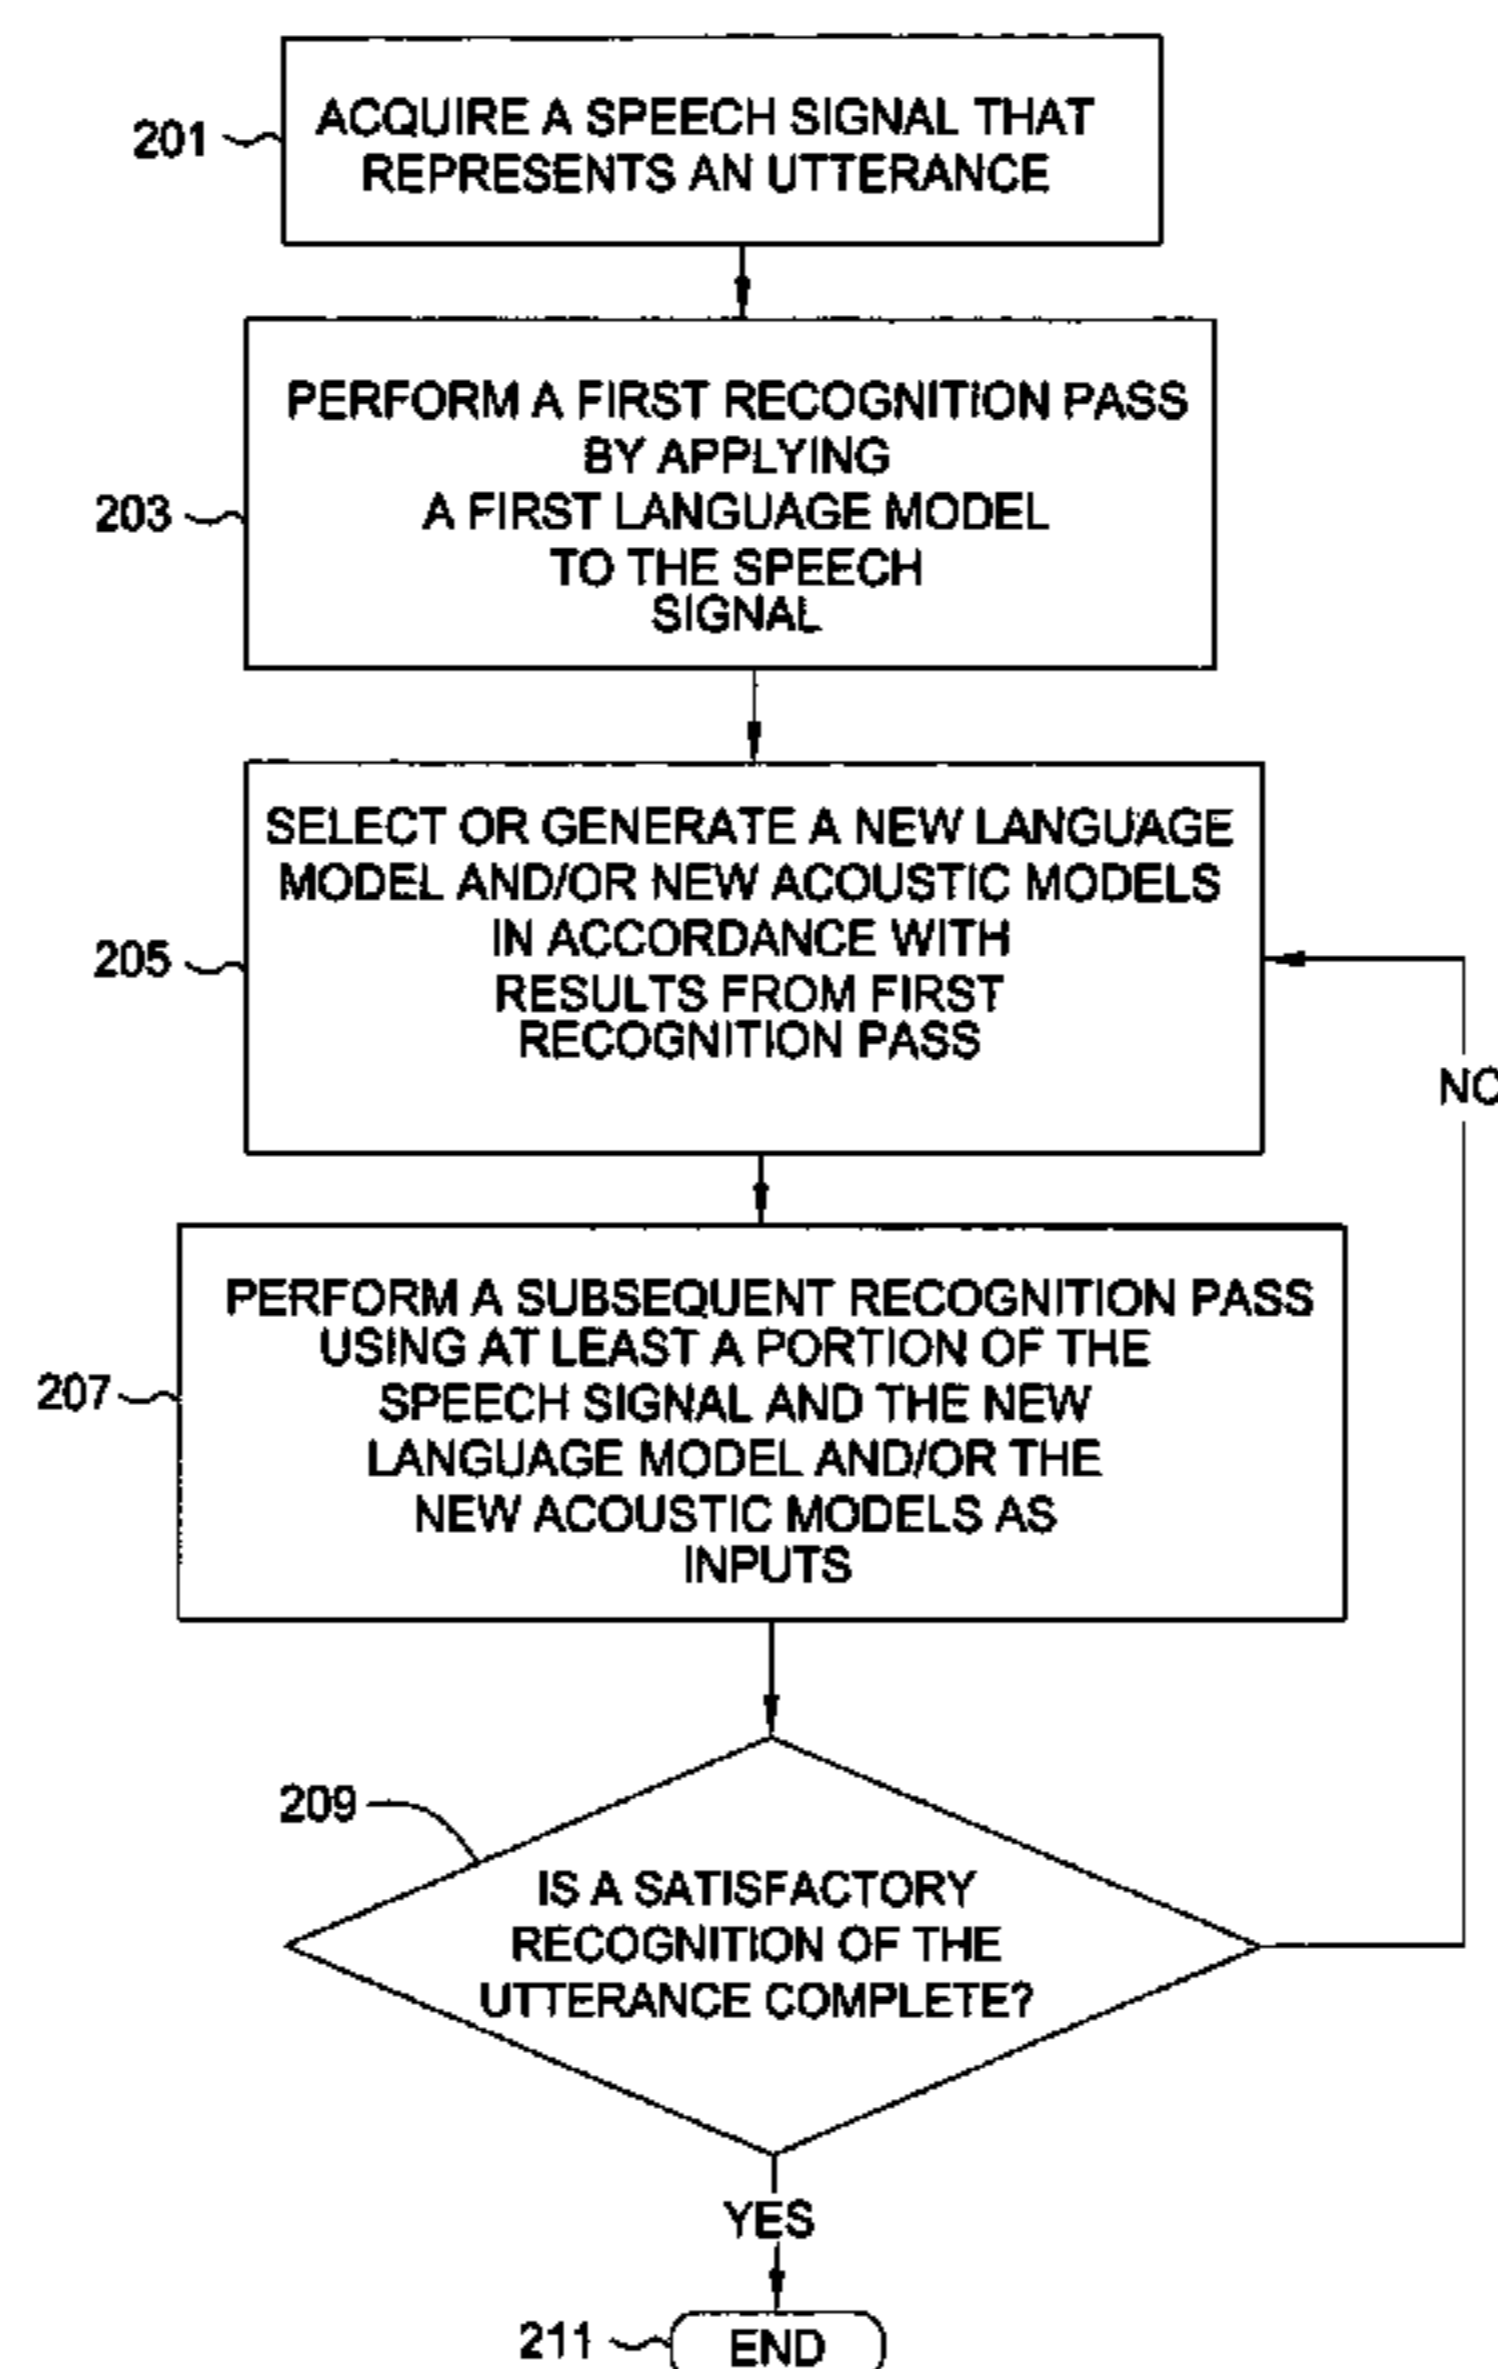 201
ACQUIRE A SPEECH SIGNAL THAT
REPRESENTS AN UTTERANCE
203
PERFORM A FIRST RECOGNITION PASS
BY APPLYING
A FIRST LANGUAGE MODEL
TO THE SPEECH
SIGNAL
205
SELECT OR GENERATE A NEW LANGUAGE
MODEL AND/OR NEW ACOUSTIC MODELS
IN ACCORDANCE WITH
RESULTS FROM FIRST
RECOGNITION PASS
NO
207
PERFORM A SUBSEQUENT RECOGNITION PASS
USING AT LEAST A PORTION OF THE
SPEECH SIGNAL AND THE NEW
LANGUAGE MODEL AND/OR THE
NEW ACOUSTIC MODELS AS
INPUTS
209
IS A SATISFACTORY
RECOGNITION OF THE
UTTERANCE COMPLETE?
YES
211
END